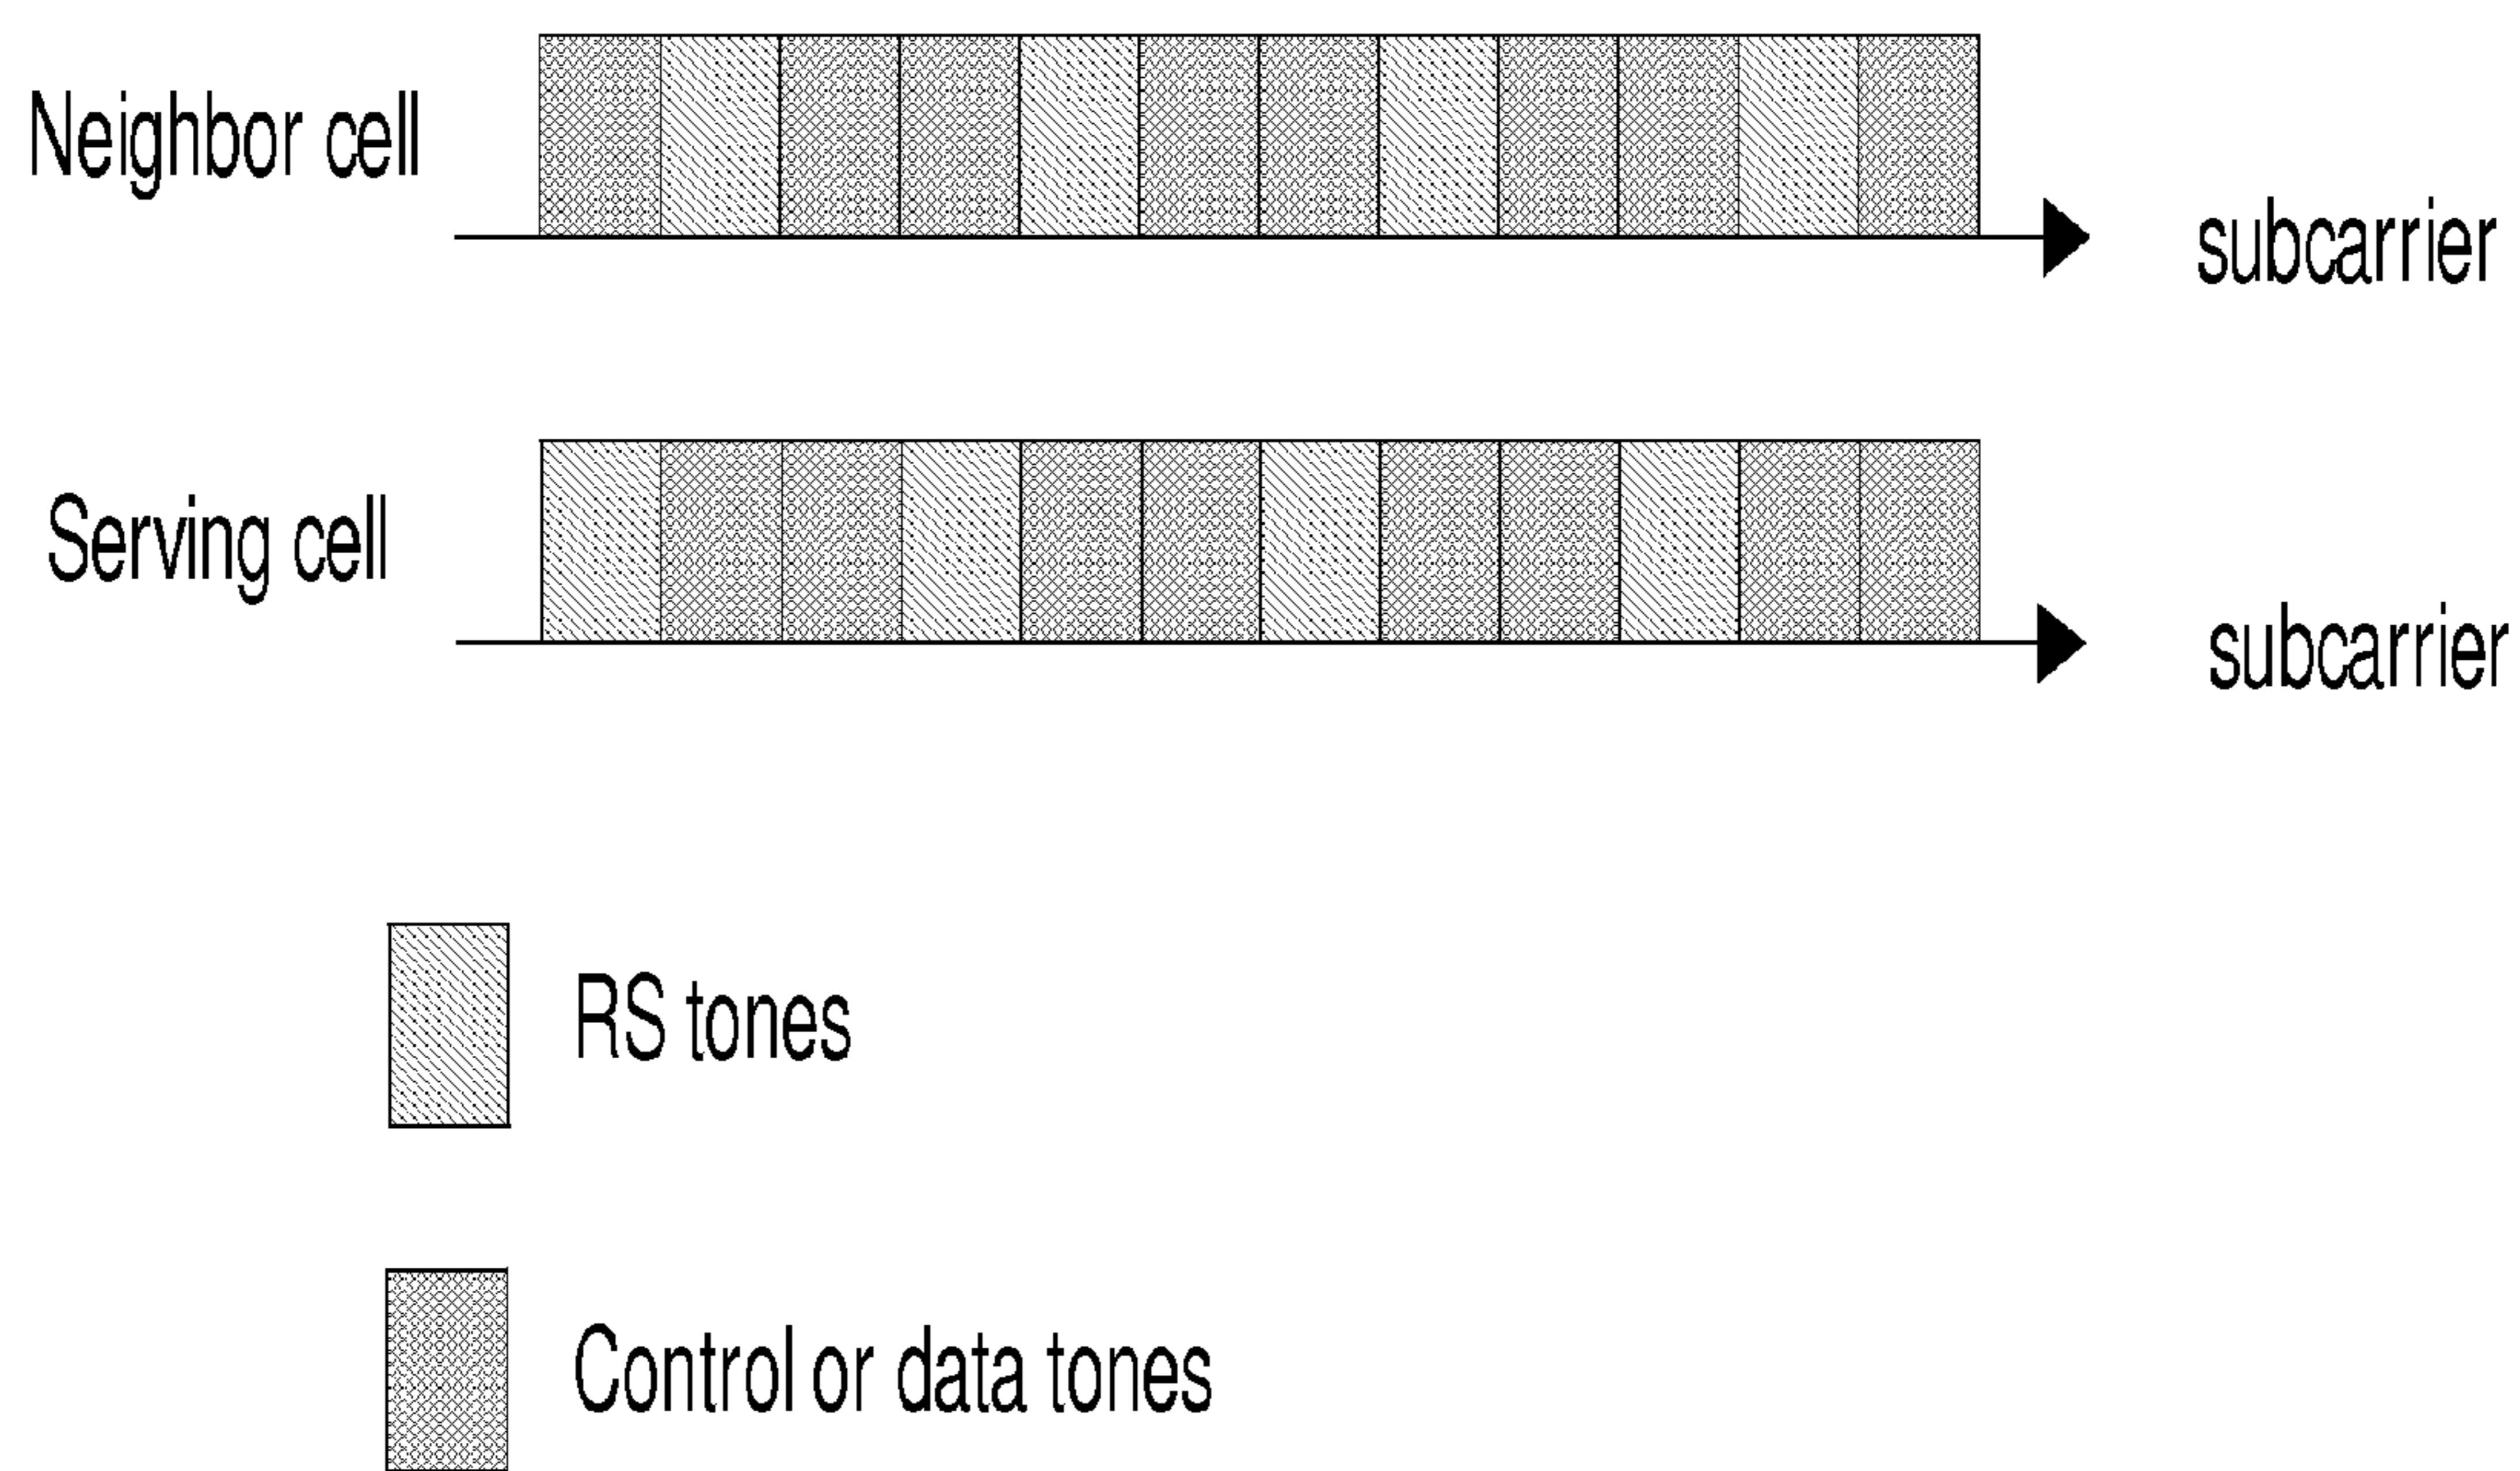 Neighbor cell
subcarrier
Serving cell
subcarrier
RS tones
Control or data tones